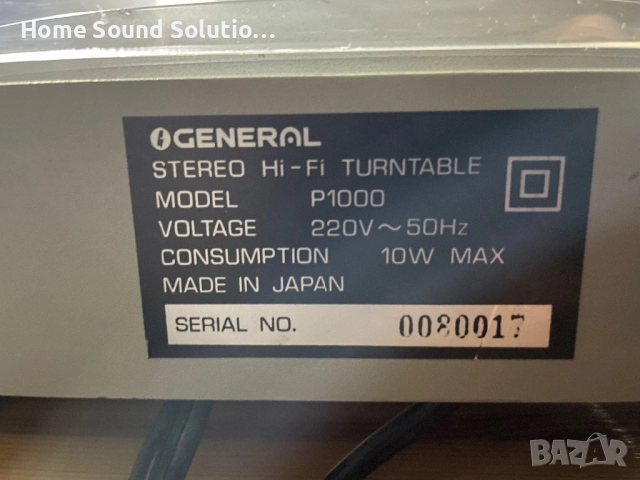 Home Sound Solutio...
GENERAL
STEREO Hi-Fi TURNTABLE
MODEL P1000
VOLTAGE 220V～50Hz
CONSUMPTION 10W MAX
MADE IN JAPAN
SERIAL NO. 0080017
BAZAR